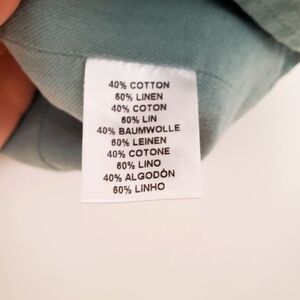 40% COTTON
60% LINEN
40% COTON
60% LIN
40% BAUMWOLLE
60% LEINEN
40% COTONE
60% LINO
40% ALGODÓN
60% LINHO